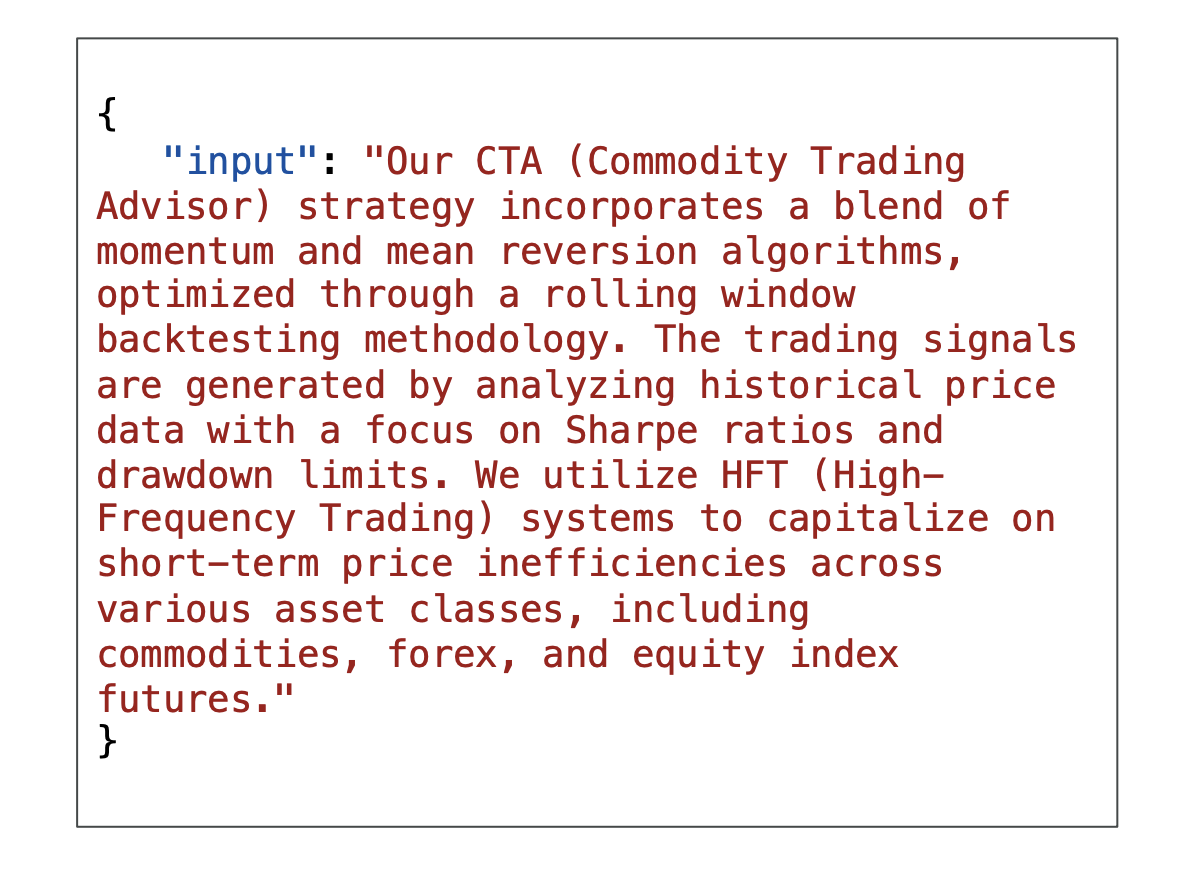 {
"input": "Our CTA (Commodity Trading
Advisor) strategy incorporates a blend of
momentum and mean reversion algorithms,
optimized through a rolling window
backtesting methodology. The trading signals
are generated by analyzing historical price
data with a focus on Sharpe ratios and
drawdown limits. We utilize HFT (High-
Frequency Trading) systems to capitalize on
short-term price inefficiencies across
various asset classes, including
commodities, forex, and equity index
futures."
}